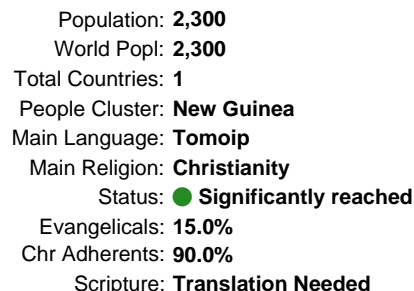 Population: 2,300
World Popl: 2,300
Total Countries: 1
People Cluster: New Guinea
Main Language: Tomoip
Main Religion: Christianity
Status: Significantly reached
Evangelicals: 15.0%
Chr Adherents: 90.0%
Scripture: Translation Needed